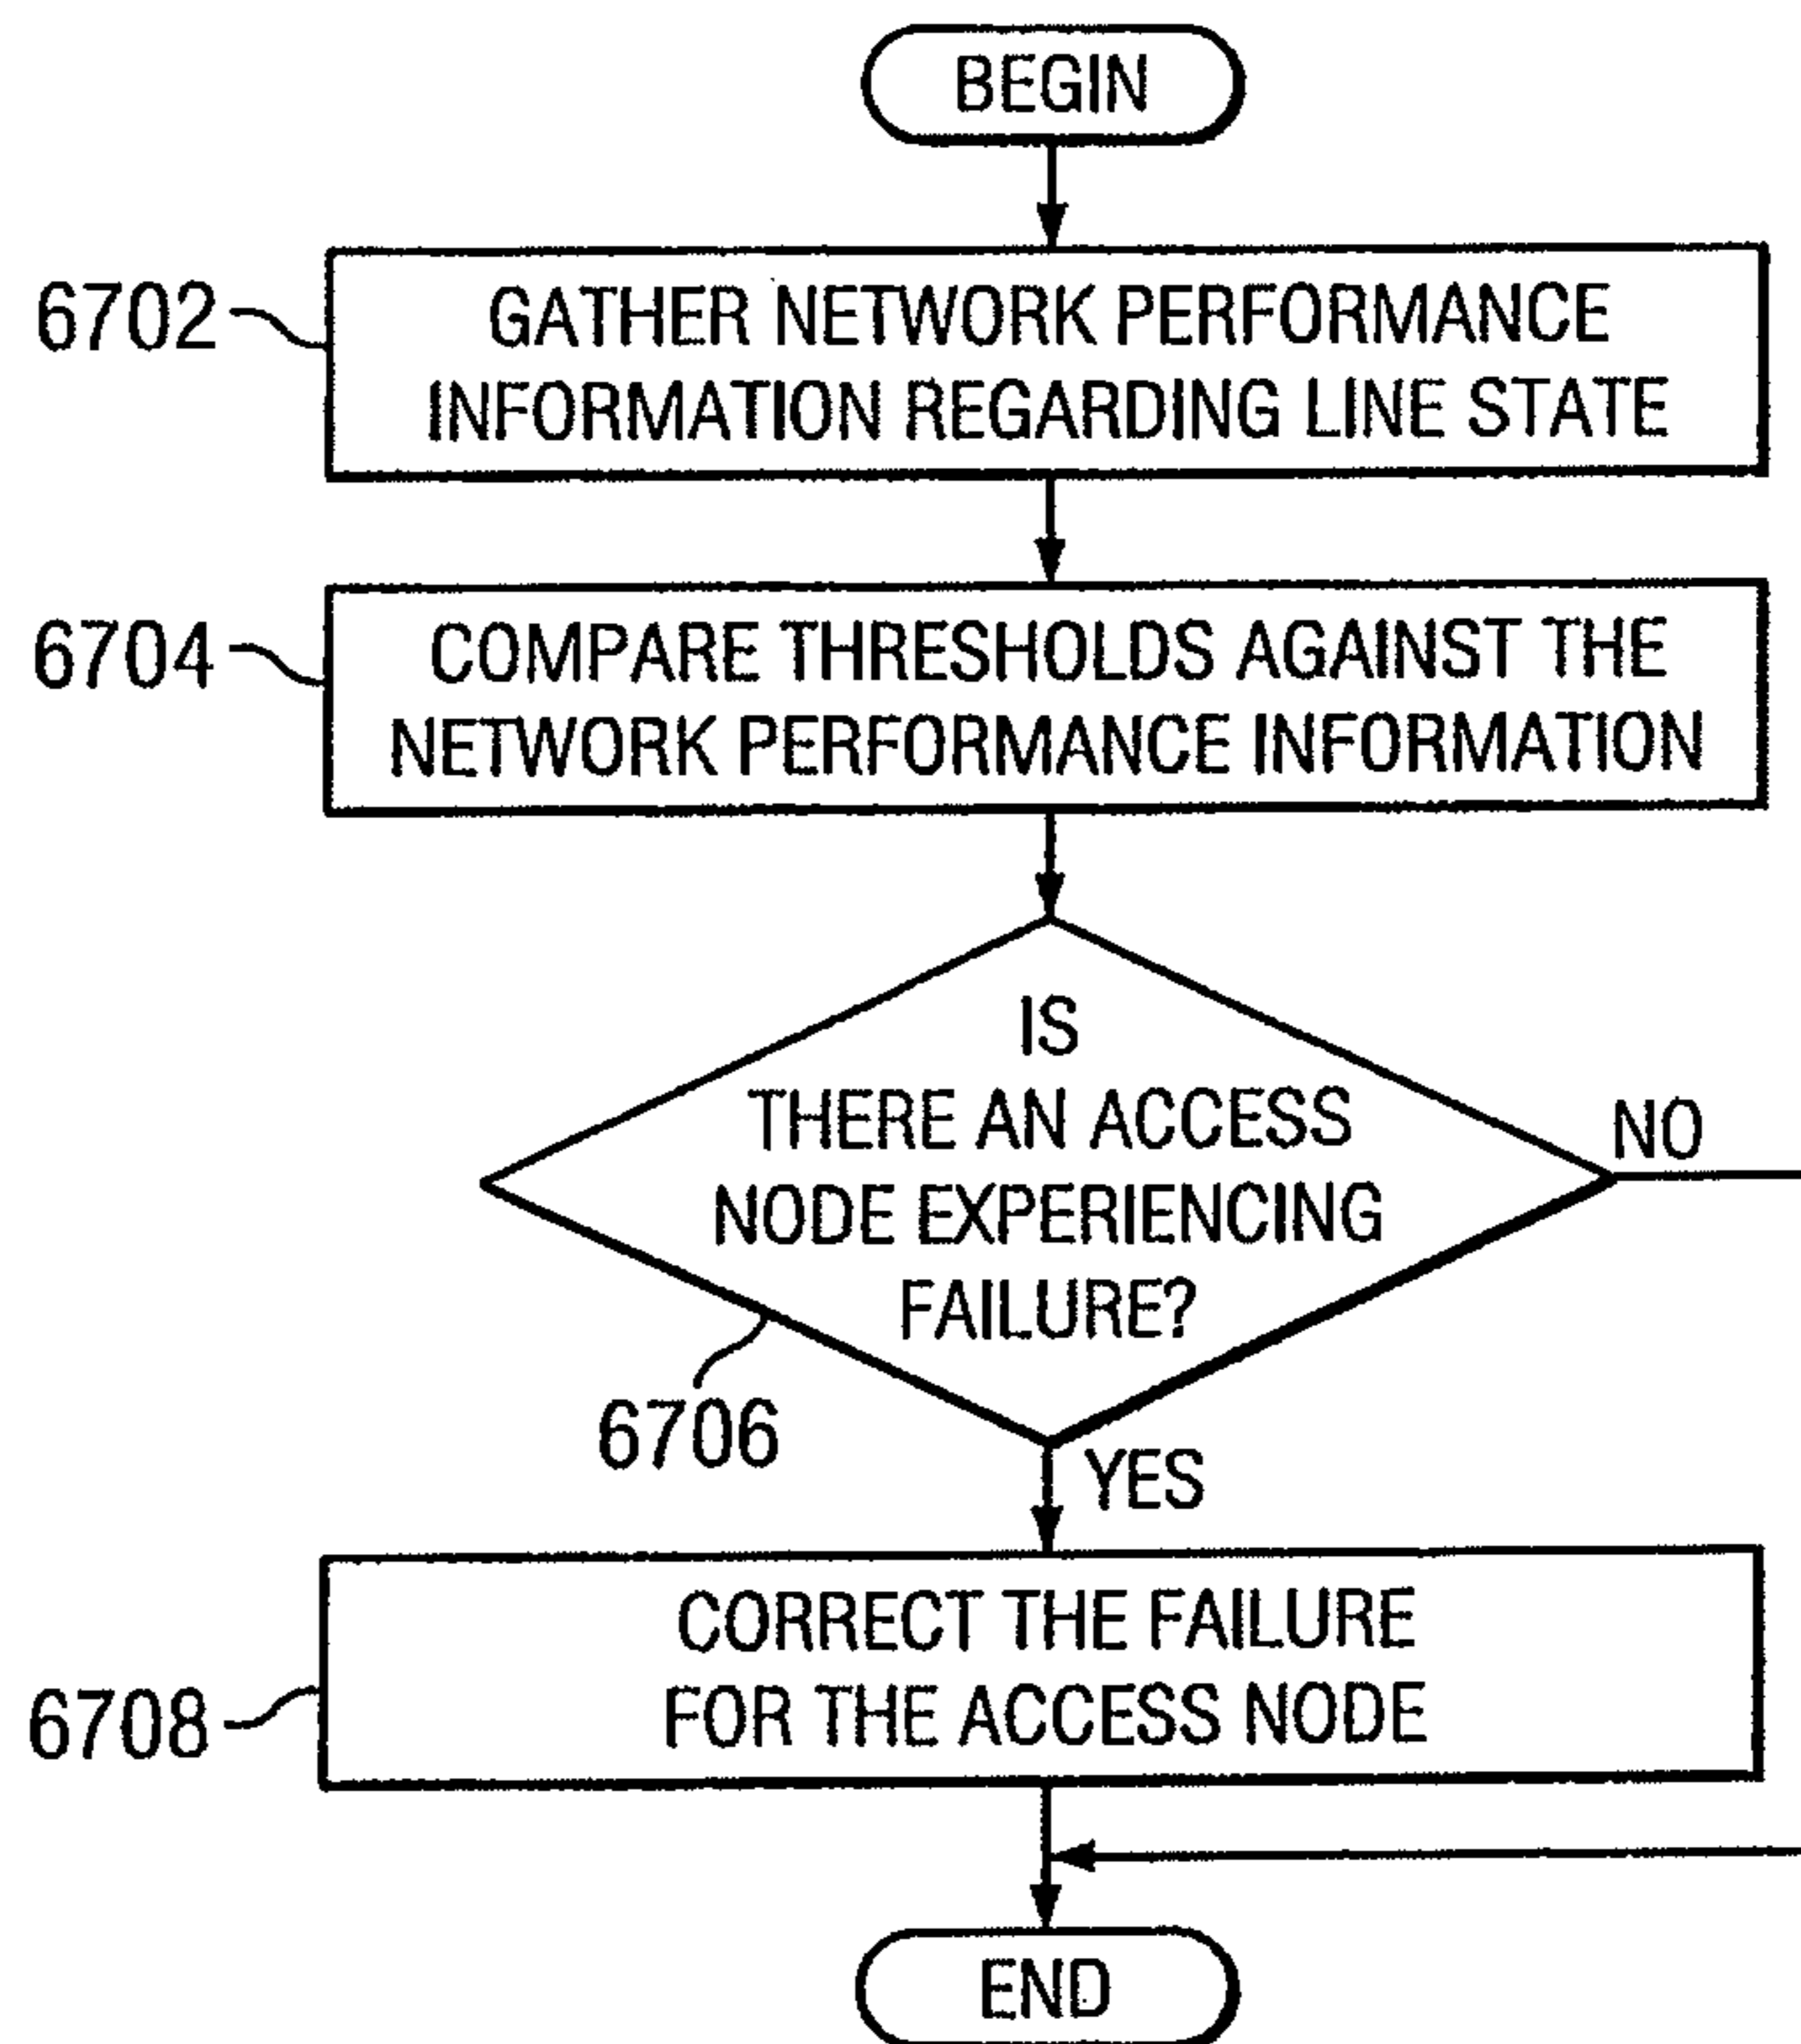 BEGIN
6702
GATHER NETWORK PERFORMANCE
INFORMATION REGARDING LINE STATE
6704
COMPARE THRESHOLDS AGAINST THE
NETWORK PERFORMANCE INFORMATION
IS
THERE AN ACCESS
NODE EXPERIENCING
FAILURE?
NO
6706
YES
CORRECT THE FAILURE
FOR THE ACCESS NODE
6708
END